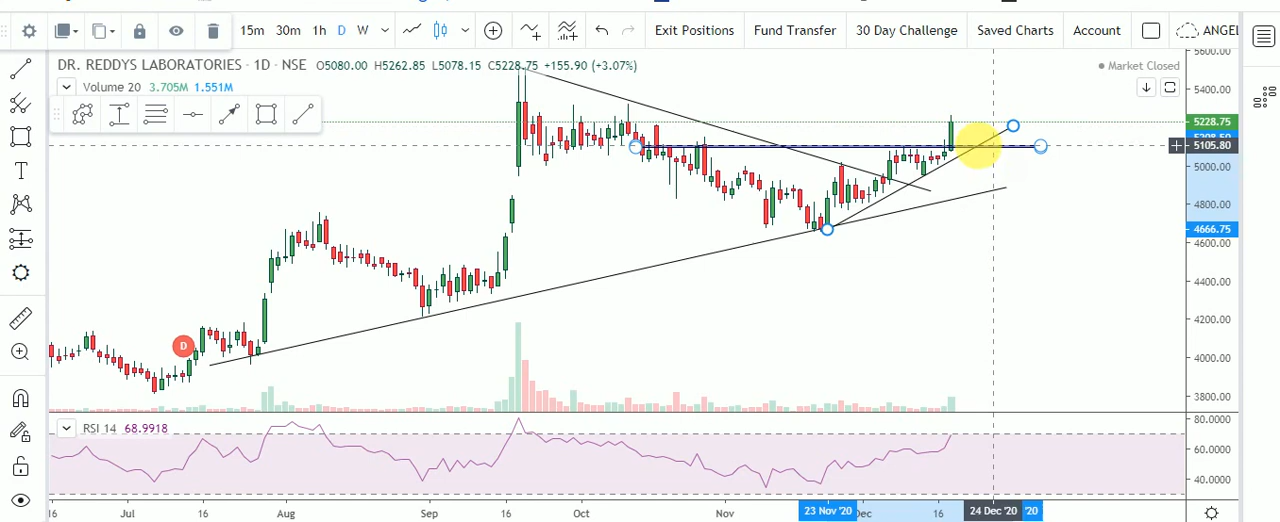 15m 30m 1h D W Exit Positions Fund Transfer 30 Day Challenge Saved Charts Account ANGEL
DR. REDDYS LABORATORIES · 1D · NSE O5080.00 H5262.85 L5078.15 C5228.75 +155.90 (+3.07%)
Market Closed
Volume 20 3.705M 1.551M
5600.00
5400.00
5228.75
5105.80
5000.00
4800.00
4666.75
4600.00
4400.00
4200.00
4000.00
3800.00
D
T
RSI 14 68.9918
80.0000
60.0000
40.0000
16 Jul 16 Aug Sep 16 Oct Nov 23 Nov '20 Dec 16 24 Dec '20 '20